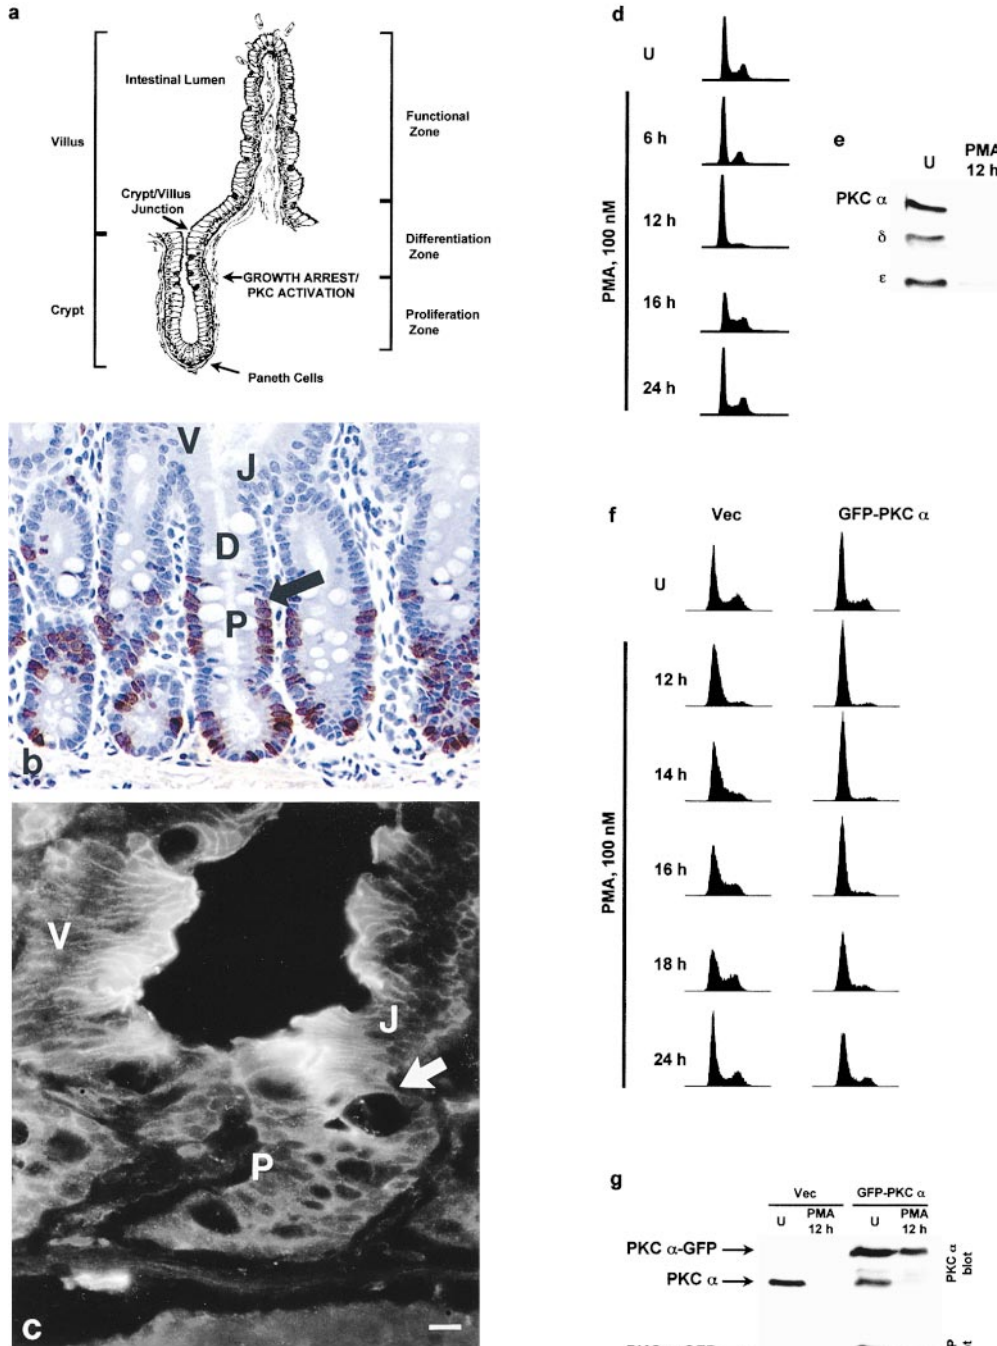 a
Intestinal Lumen
Villus
Crypt/Villus
Junction
Crypt
GROWTH ARREST/
PKC ACTIVATION
Paneth Cells
Functional
Zone
Differentiation
Zone
Proliferation
Zone
V
J
D
P
b
V
J
P
c
d
U
6 h
12 h
16 h
24 h
PMA, 100 nM
e
U
PMA
12 h
PKC α
δ
ε
f
Vec
GFP-PKC α
U
12 h
14 h
16 h
18 h
24 h
PMA, 100 nM
g
Vec
GFP-PKC α
U
PMA
12 h
U
PMA
12 h
PKC α-GFP
PKC α
PKC α
blot